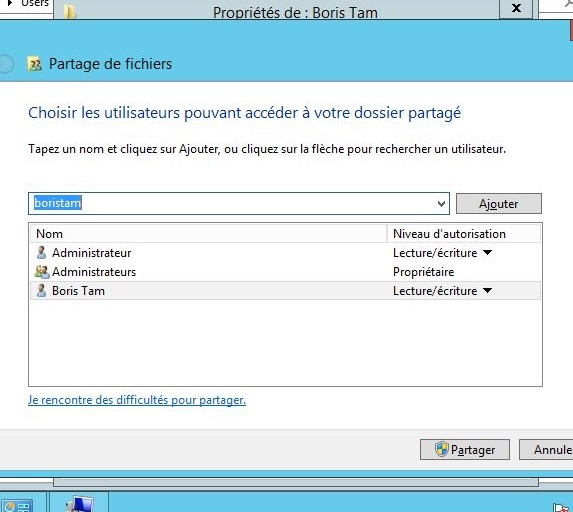 Users
Propriétés de : Boris Tam
x
Partage de fichiers
Choisir les utilisateurs pouvant accéder à votre dossier partagé
Tapez un nom et cliquez sur Ajouter, ou cliquez sur la flèche pour rechercher un utilisateur.
boristam
Ajouter
Nom Niveau d'autorisation
Administrateur Lecture/écriture
Administrateurs Propriétaire
Boris Tam Lecture/écriture
Je rencontre des difficultés pour partager.
Partager Annule